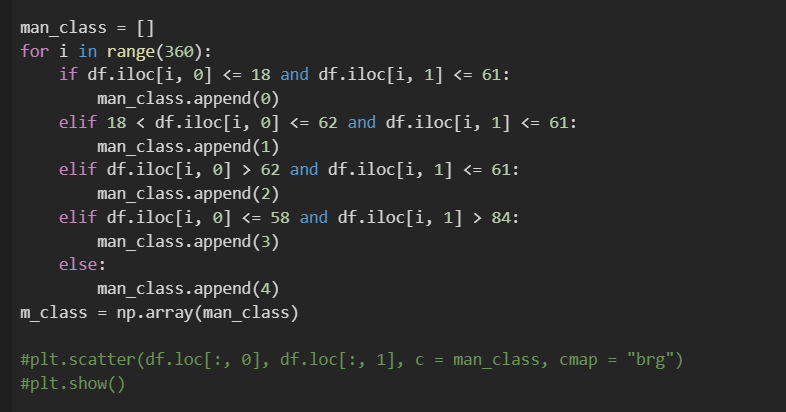 man_class = []
for i in range(360):
    if df.iloc[i, 0] <= 18 and df.iloc[i, 1] <= 61:
        man_class.append(0)
    elif 18 < df.iloc[i, 0] <= 62 and df.iloc[i, 1] <= 61:
        man_class.append(1)
    elif df.iloc[i, 0] > 62 and df.iloc[i, 1] <= 61:
        man_class.append(2)
    elif df.iloc[i, 0] <= 58 and df.iloc[i, 1] > 84:
        man_class.append(3)
    else:
        man_class.append(4)
m_class = np.array(man_class)

#plt.scatter(df.loc[:, 0], df.loc[:, 1], c = man_class, cmap = "brg")
#plt.show()